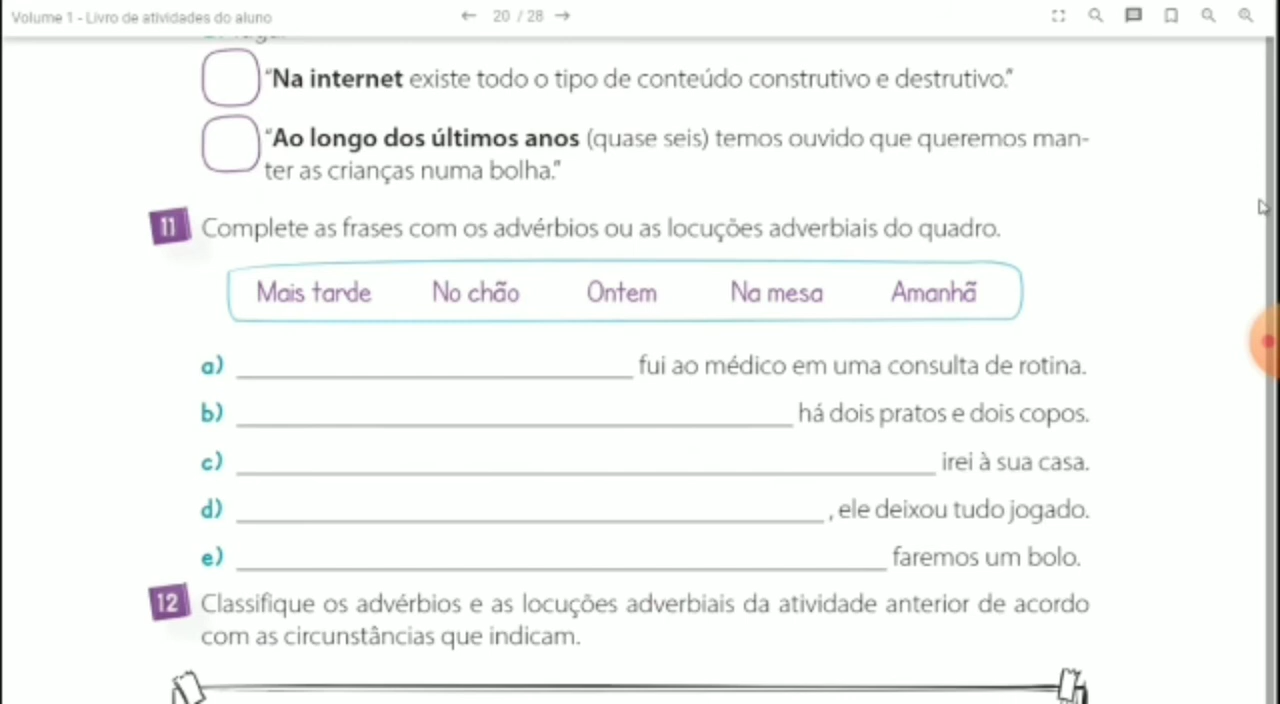 Volume 1 - Livro de atividades do aluno
20 / 28
“Na internet existe todo o tipo de conteúdo construtivo e destrutivo.”
“Ao longo dos últimos anos (quase seis) temos ouvido que queremos man-
ter as crianças numa bolha.”
11 Complete as frases com os advérbios ou as locuções adverbiais do quadro.
Mais tarde No chão Ontem Na mesa Amanhã
a) ____ fui ao médico em uma consulta de rotina.
b) ____ há dois pratos e dois copos.
c) ____ irei à sua casa.
d) ____ , ele deixou tudo jogado.
e) ____ faremos um bolo.
12 Classifique os advérbios e as locuções adverbiais da atividade anterior de acordo
com as circunstâncias que indicam.